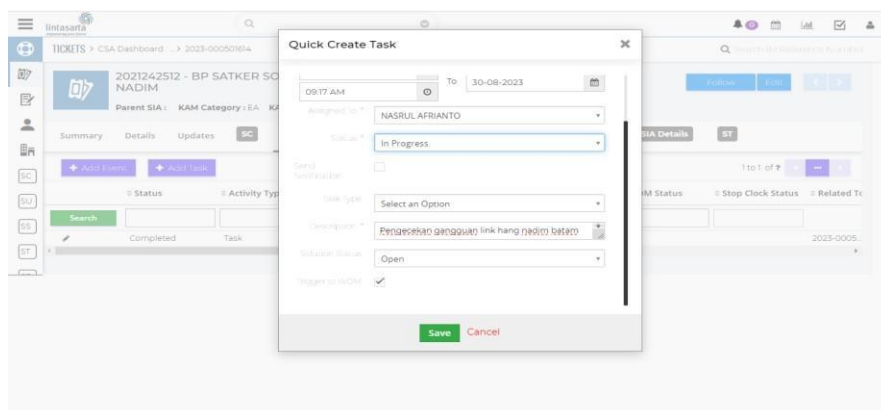 lintasarta
TICKETS > CSA Dashboard ...> 2023-000501614
2021242512 - BP SATKER SO
NADIM
Parent SIA : KAM Category : EA
Follow Edit
Summary Details Updates SC SIA Details ST
+ Add Event + Add Task 1 to 1 of ?
Status Activity Typ M Status Stop Clock Status Related To
Search
Completed Task 2023-0005..
SC
SU
SS
ST
Quick Create Task
09:17 AM To 30-08-2023
Assigned To * NASRUL AFRIANTO
Status * In Progress
Send
Notification
Task Type Select an Option
Description * Pengecekan gangguan link hang nadim batam
Solution Status Open
Trigger to WOM
Save Cancel